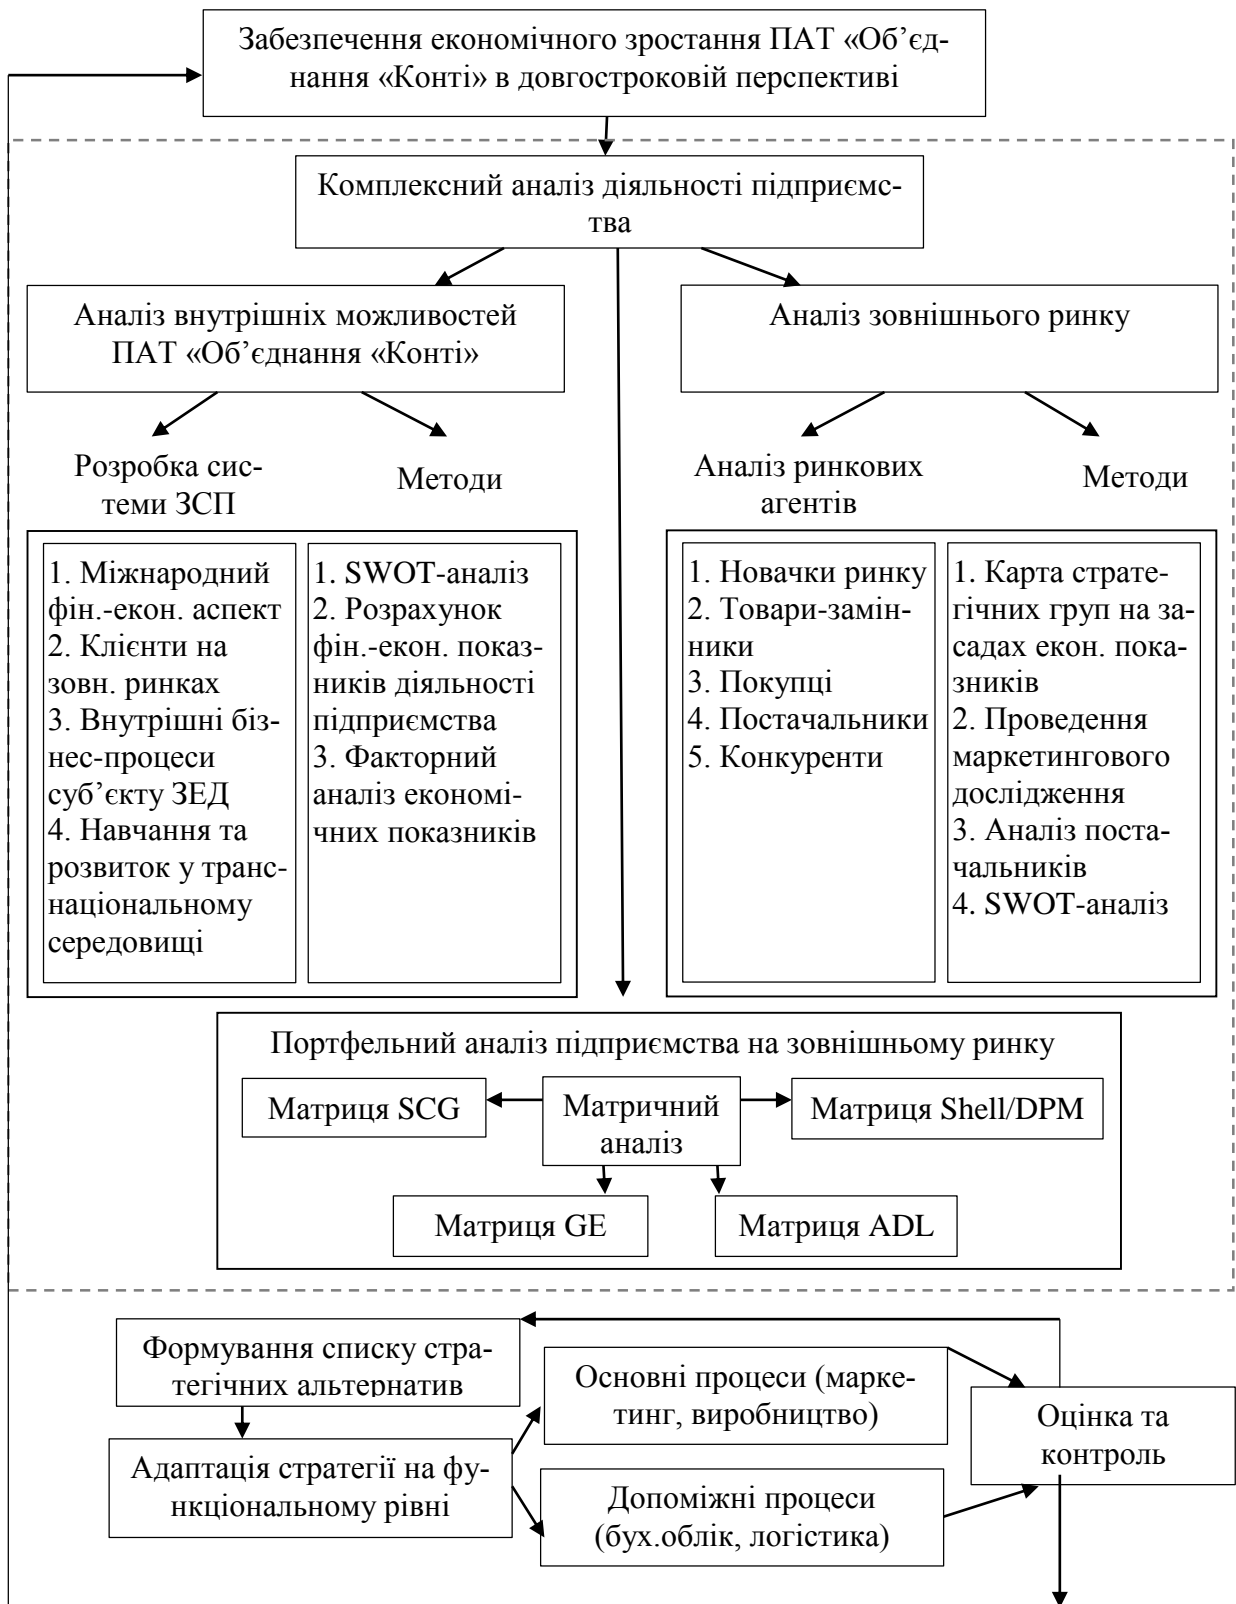 Забезпечення економічного зростання ПАТ «Об’єд-
нання «Конті» в довгостроковій перспективі
Комплексний аналіз діяльності підприємс-
тва
Аналіз внутрішніх можливостей
ПАТ «Об’єднання «Конті»
Аналіз зовнішнього ринку
Розробка сис-
теми ЗСП
Методи
Аналіз ринкових
агентів
Методи
1. Міжнародний
фін.-екон. аспект
2. Клієнти на
зовн. ринках
3. Внутрішні біз-
нес-процеси
суб’єкту ЗЕД
4. Навчання та
розвиток у транс-
національному
середовищі
1. SWOT-аналіз
2. Розрахунок
фін.-екон. показ-
ників діяльності
підприємства
3. Факторний
аналіз економі-
чних показників
1. Новачки ринку
2. Товари-замін-
ники
3. Покупці
4. Постачальники
5. Конкуренти
1. Карта страте-
гічних груп на за-
садах екон. пока-
зників
2. Проведення
маркетингового
дослідження
3. Аналіз поста-
чальників
4. SWOT-аналіз
Портфельний аналіз підприємства на зовнішньому ринку
Матриця SCG
Матричний
аналіз
Матриця Shell/DPM
Матриця GE
Матриця ADL
Формування списку стра-
тегічних альтернатив
Основні процеси (марке-
тинг, виробництво)
Оцінка та
контроль
Адаптація стратегії на фу-
нкціональному рівні
Допоміжні процеси
(бух.облік, логістика)